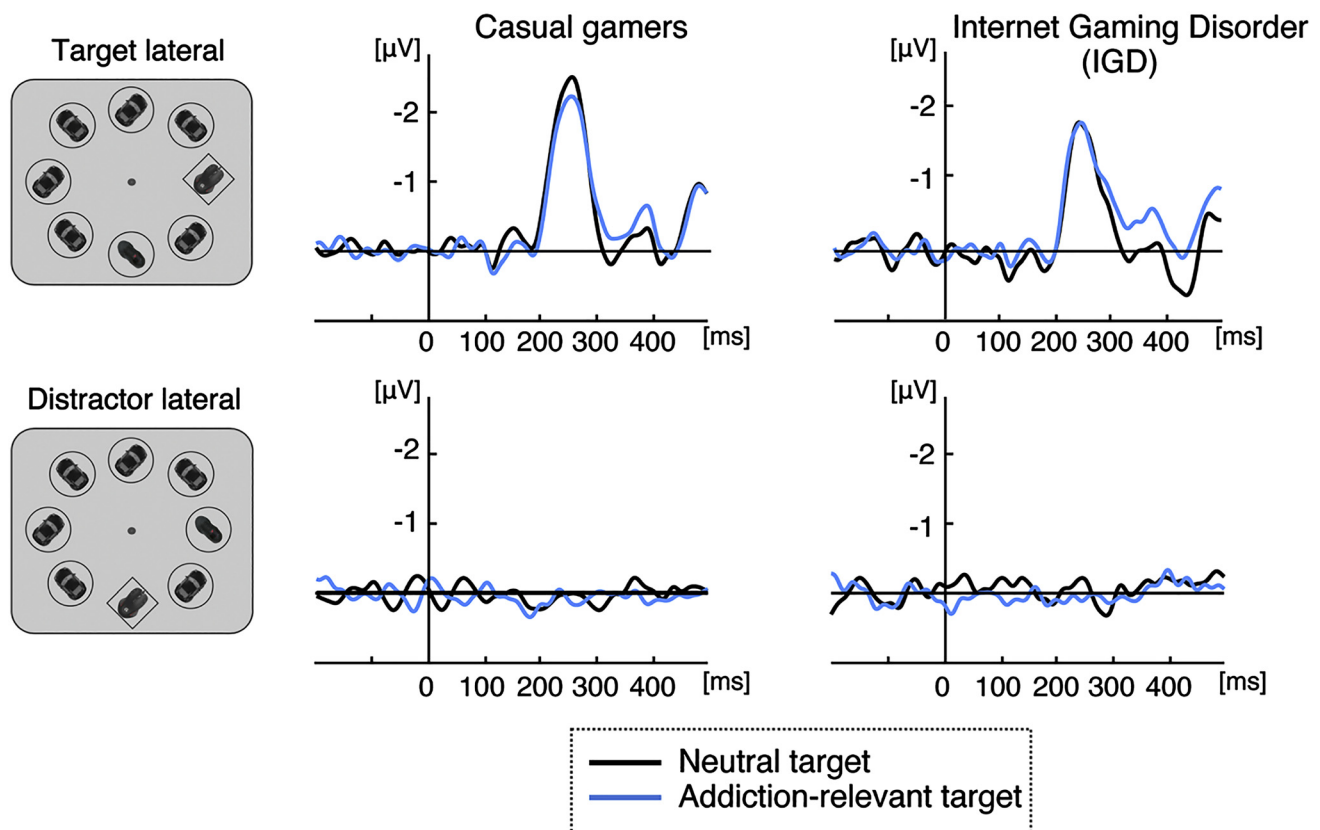 Casual gamers
Internet Gaming Disorder
(IGD)
Target lateral
[µV]
-2
-1
0 100 200 300 400 [ms]
[µV]
-2
-1
0 100 200 300 400 [ms]
Distractor lateral
[µV]
-2
-1
0 100 200 300 400 [ms]
[µV]
-2
-1
0 100 200 300 400 [ms]
Neutral target
Addiction-relevant target